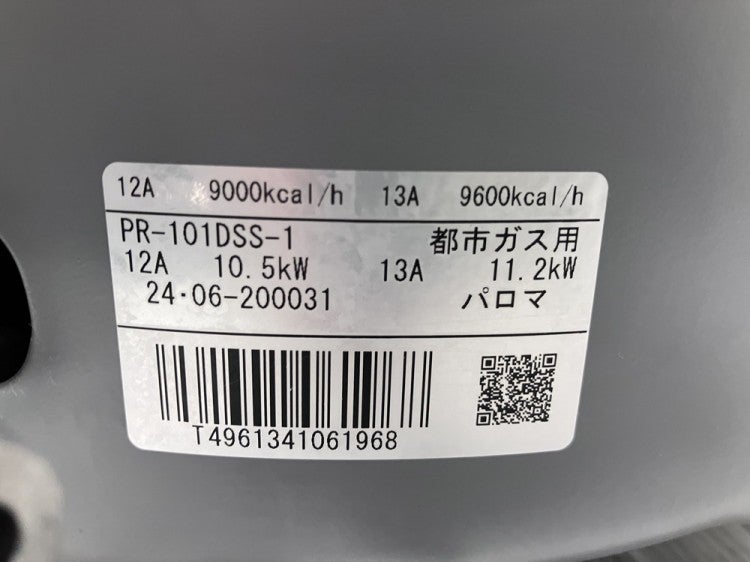 12A 9000kcal/h 13A 9600kcal/h
PR-101DSS-1 都市ガス用
12A 10.5kW 13A 11.2kW
24・06-200031 パロマ
T4961341061968